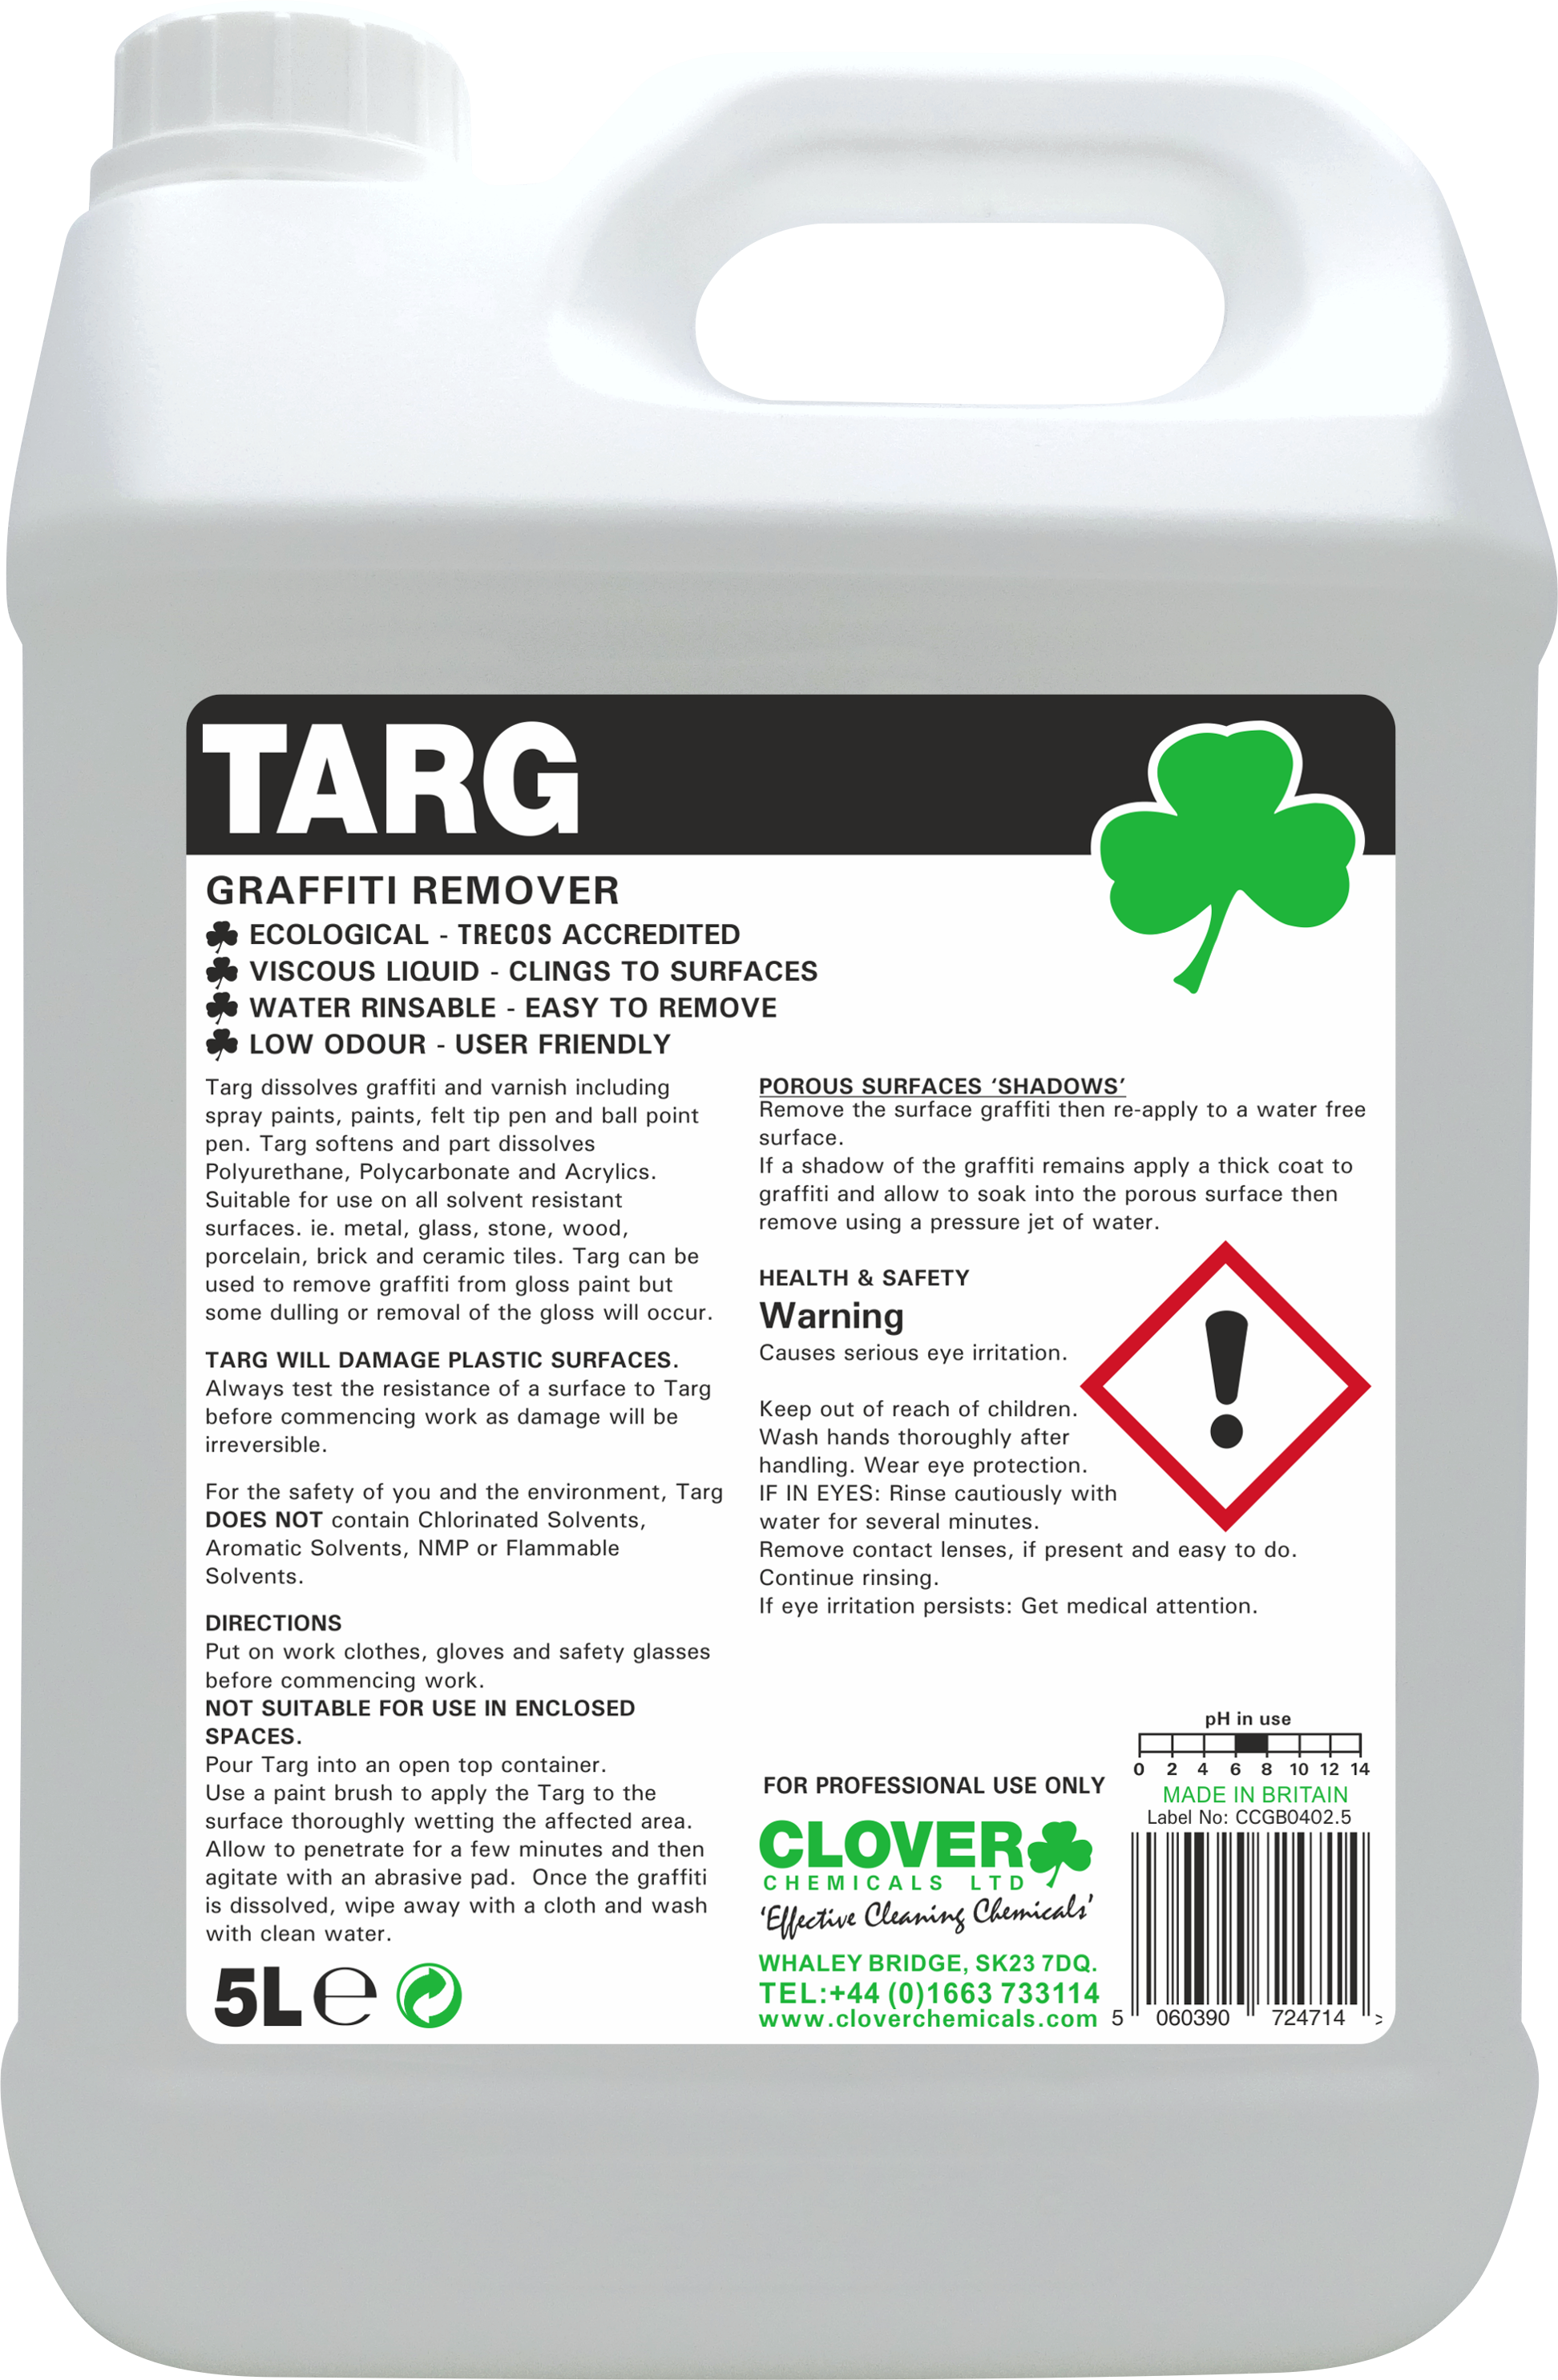 TARG
GRAFFITI REMOVER
ECOLOGICAL - TRECOS ACCREDITED
VISCOUS LIQUID - CLINGS TO SURFACES
WATER RINSABLE - EASY TO REMOVE
LOW ODOUR - USER FRIENDLY
Targ dissolves graffiti and varnish including
spray paints, paints, felt tip pen and ball point
pen. Targ softens and part dissolves
Polyurethane, Polycarbonate and Acrylics.
Suitable for use on all solvent resistant
surfaces. ie. metal, glass, stone, wood,
porcelain, brick and ceramic tiles. Targ can be
used to remove graffiti from gloss paint but
some dulling or removal of the gloss will occur.
TARG WILL DAMAGE PLASTIC SURFACES.
Always test the resistance of a surface to Targ
before commencing work as damage will be
irreversible.
For the safety of you and the environment, Targ
DOES NOT contain Chlorinated Solvents,
Aromatic Solvents, NMP or Flammable
Solvents.
DIRECTIONS
Put on work clothes, gloves and safety glasses
before commencing work.
NOT SUITABLE FOR USE IN ENCLOSED
SPACES.
Pour Targ into an open top container.
Use a paint brush to apply the Targ to the
surface thoroughly wetting the affected area.
Allow to penetrate for a few minutes and then
agitate with an abrasive pad.  Once the graffiti
is dissolved, wipe away with a cloth and wash
with clean water.
5L ℮
POROUS SURFACES ‘SHADOWS’
Remove the surface graffiti then re-apply to a water free
surface.
If a shadow of the graffiti remains apply a thick coat to
graffiti and allow to soak into the porous surface then
remove using a pressure jet of water.
HEALTH & SAFETY
Warning
Causes serious eye irritation.
Keep out of reach of children.
Wash hands thoroughly after
handling. Wear eye protection.
IF IN EYES: Rinse cautiously with
water for several minutes.
Remove contact lenses, if present and easy to do.
Continue rinsing.
If eye irritation persists: Get medical attention.
pH in use
0 2 4 6 8 10 12 14
FOR PROFESSIONAL USE ONLY
MADE IN BRITAIN
Label No: CCGB0402.5
CLOVER
CHEMICALS LTD
‘Effective Cleaning Chemicals’
WHALEY BRIDGE, SK23 7DQ.
TEL:+44 (0)1663 733114
www.cloverchemicals.com
5 060390 724714 >